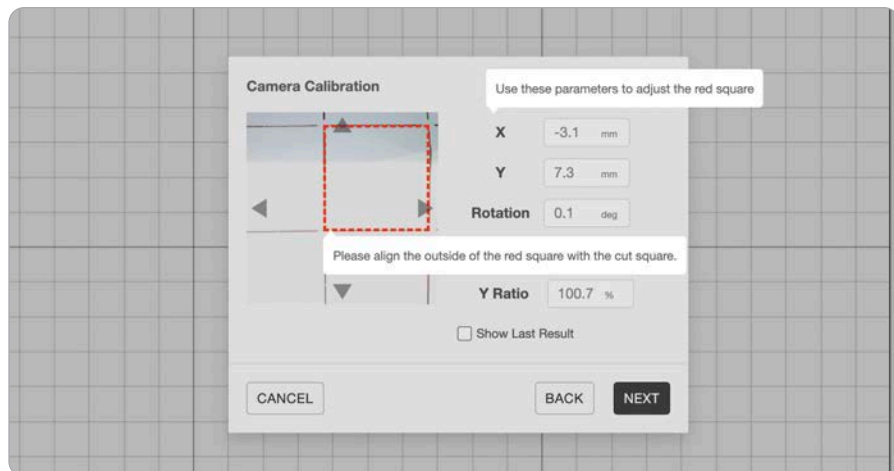 Camera Calibration
Use these parameters to adjust the red square
X -3.1 mm
Y 7.3 mm
Rotation 0.1 deg
Please align the outside of the red square with the cut square.
Y Ratio 100.7 %
Show Last Result
CANCEL BACK NEXT